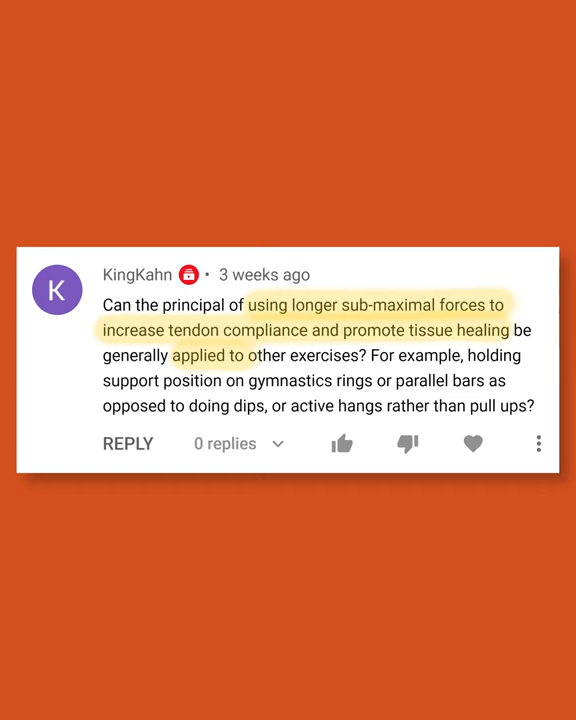 K
KingKahn • 3 weeks ago
Can the principal of using longer sub-maximal forces to
increase tendon compliance and promote tissue healing be
generally applied to other exercises? For example, holding
support position on gymnastics rings or parallel bars as
opposed to doing dips, or active hangs rather than pull ups?
REPLY 0 replies